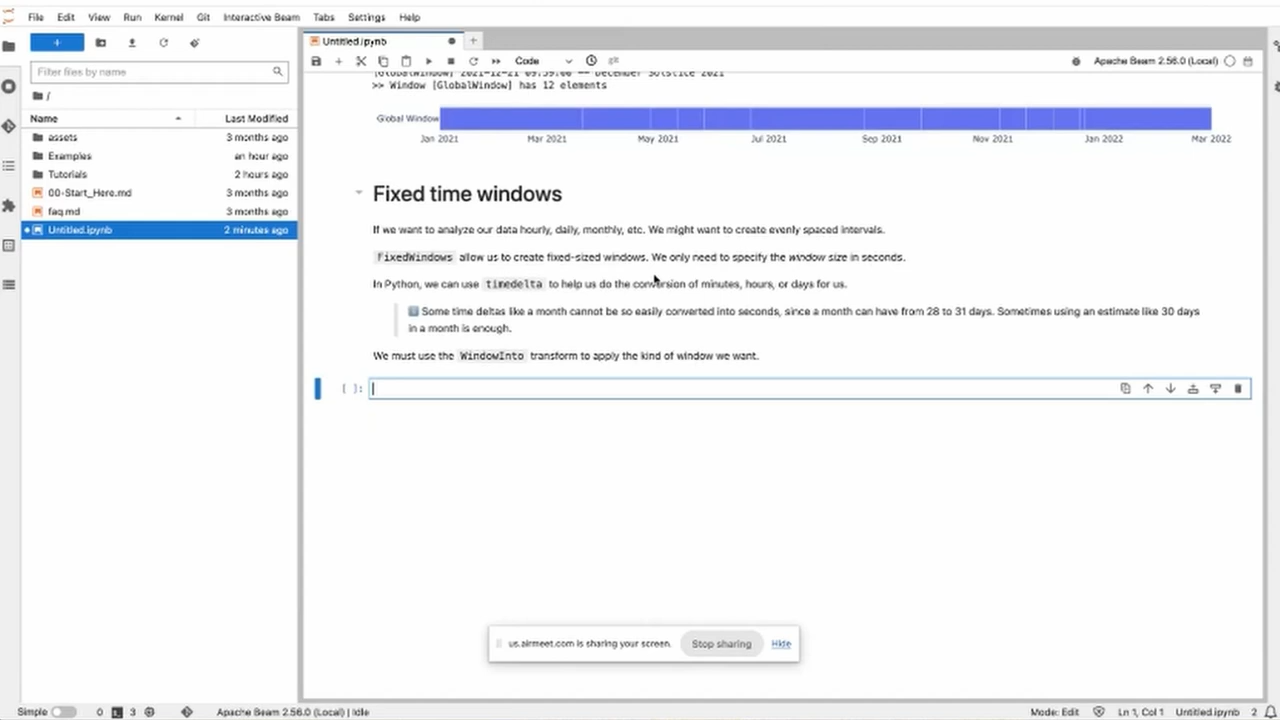 File Edit View Run Kernel Git Interactive Beam Tabs Settings Help
Untitled.ipynb
Filter files by name
Code
Apache Beam 2.56.0 (Local)
[GlobalWindow] 2021-12-21 09:59:00 -- December Solstice 2021
>> Window [GlobalWindow] has 12 elements
/
Name Last Modified
assets 3 months ago
Examples an hour ago
Tutorials 2 hours ago
00-Start_Here.md 3 months ago
faq.md 3 months ago
Untitled.ipynb 2 minutes ago
Global Window
Jan 2021 Mar 2021 May 2021 Jul 2021 Sep 2021 Nov 2021 Jan 2022 Mar 2022
Fixed time windows
If we want to analyze our data hourly, daily, monthly, etc. We might want to create evenly spaced intervals.
FixedWindows allow us to create fixed-sized windows. We only need to specify the window size in seconds.
In Python, we can use timedelta to help us do the conversion of minutes, hours, or days for us.
Some time deltas like a month cannot be so easily converted into seconds, since a month can have from 28 to 31 days. Sometimes using an estimate like 30 days
in a month is enough.
We must use the WindowInto transform to apply the kind of window we want.
[ ]:
us.airmeet.com is sharing your screen. Stop sharing Hide
Simple 0 3 Apache Beam 2.56.0 (Local) | Idle Mode: Edit Ln 1, Col 1 Untitled.ipynb 2